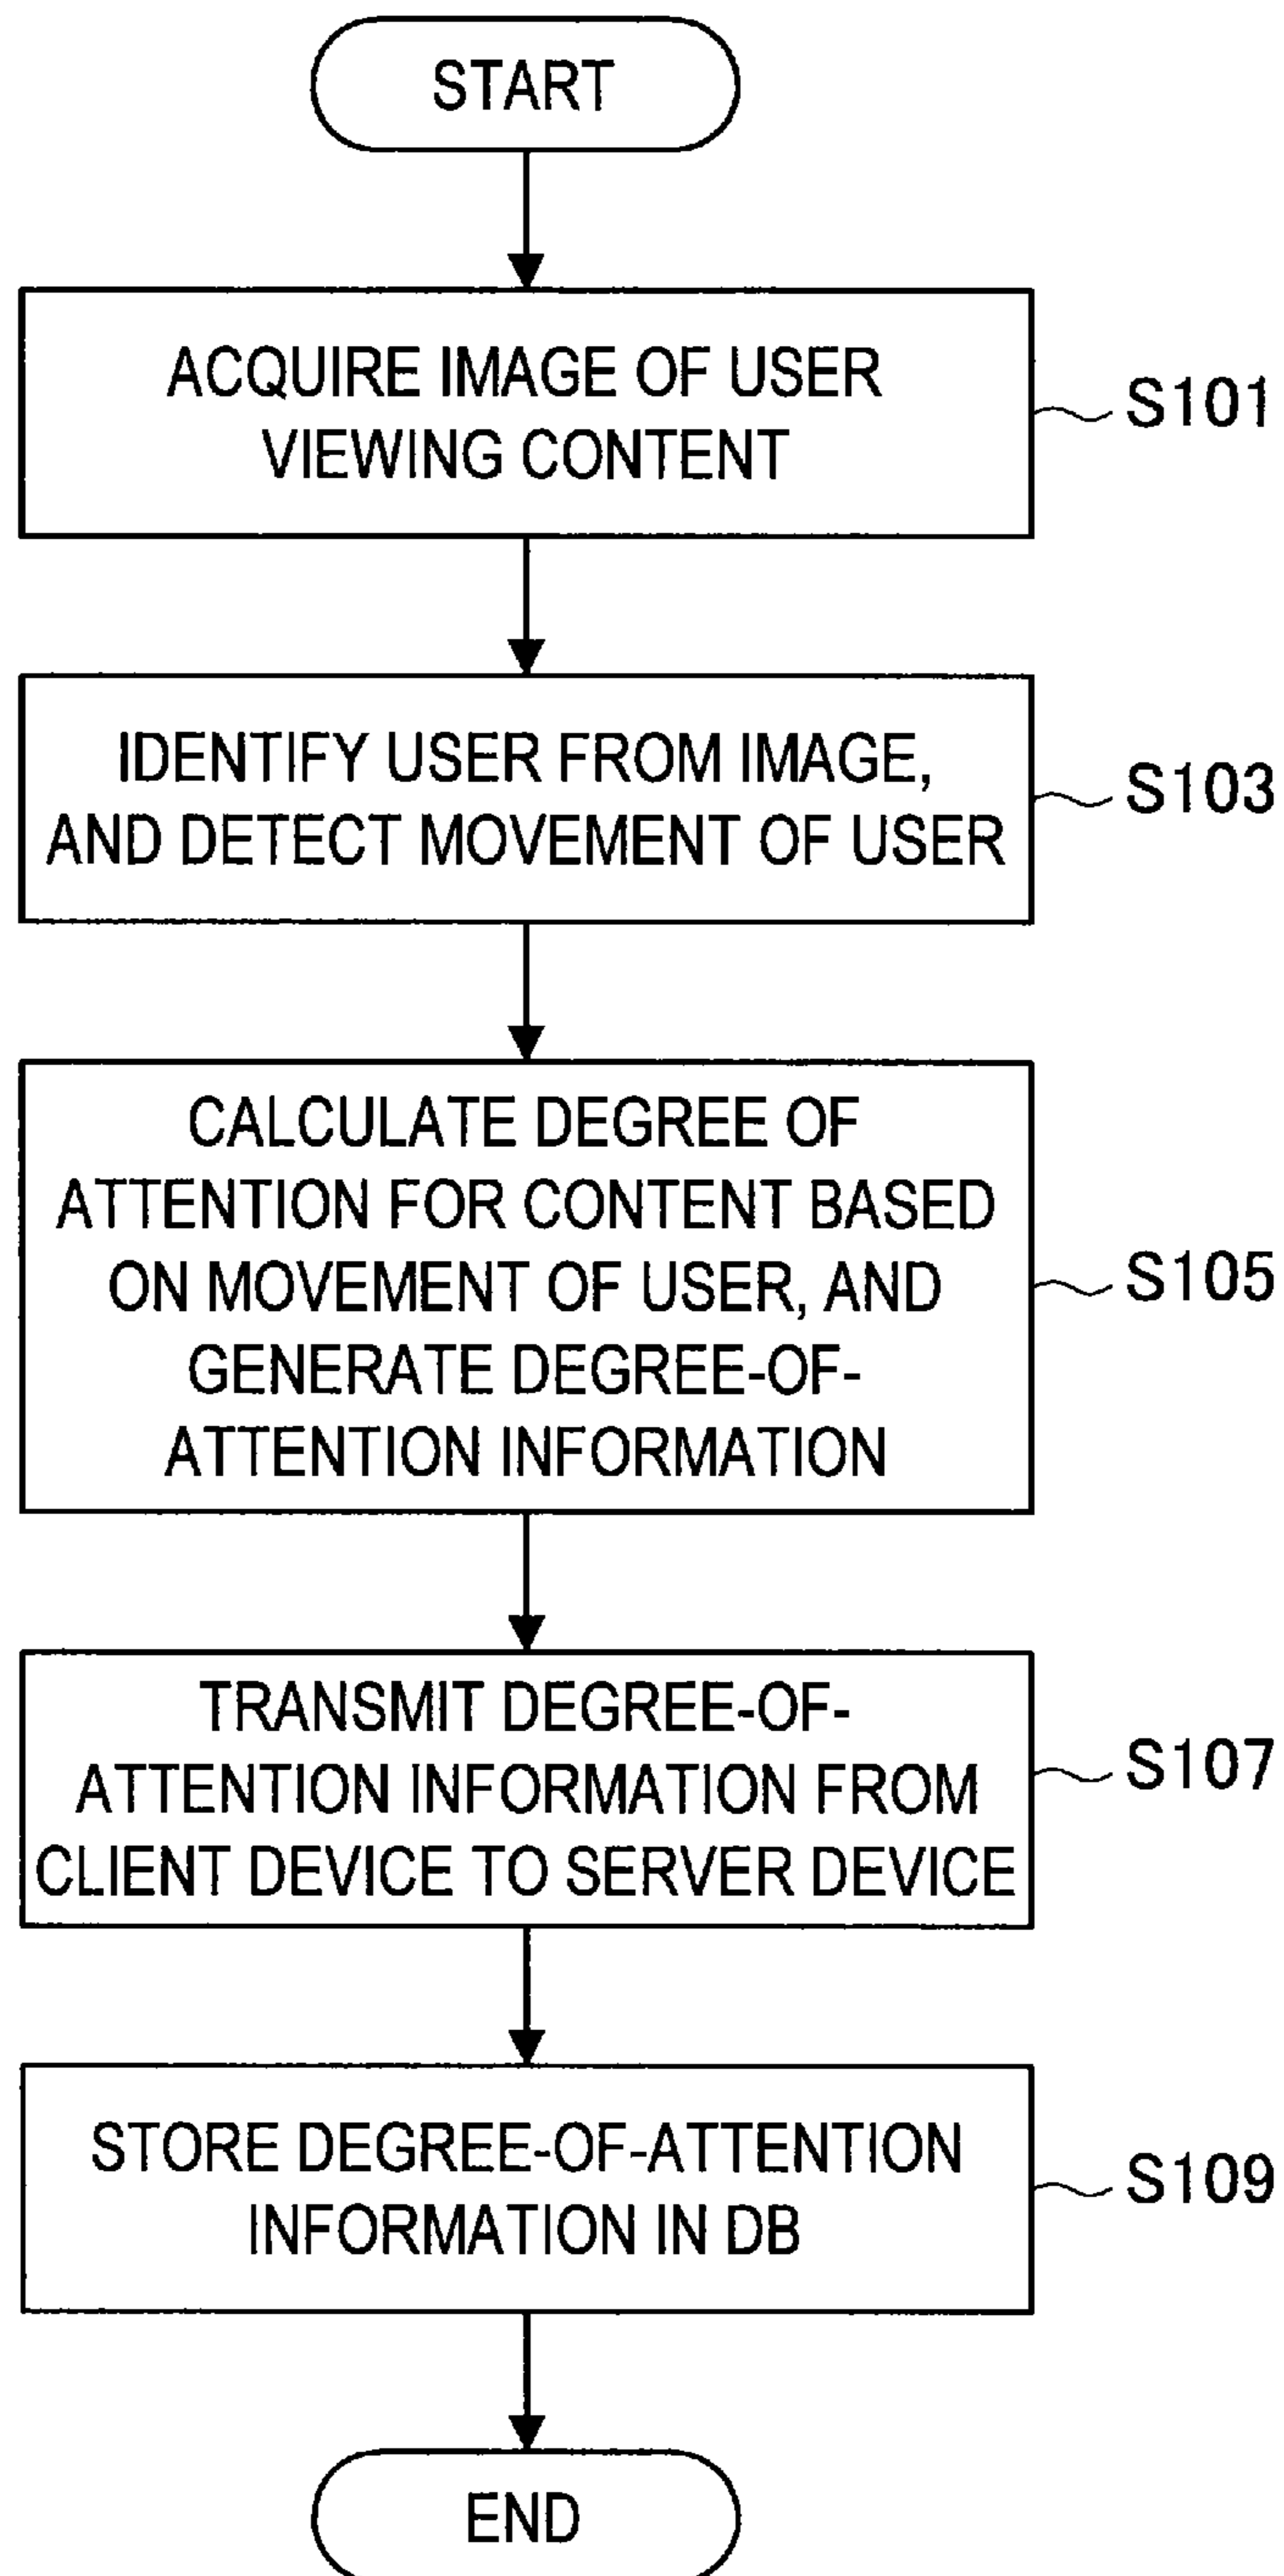 START
ACQUIRE IMAGE OF USER
VIEWING CONTENT
S101
IDENTIFY USER FROM IMAGE,
AND DETECT MOVEMENT OF USER
S103
CALCULATE DEGREE OF
ATTENTION FOR CONTENT BASED
ON MOVEMENT OF USER, AND
GENERATE DEGREE-OF-
ATTENTION INFORMATION
S105
TRANSMIT DEGREE-OF-
ATTENTION INFORMATION FROM
CLIENT DEVICE TO SERVER DEVICE
S107
STORE DEGREE-OF-ATTENTION
INFORMATION IN DB
S109
END